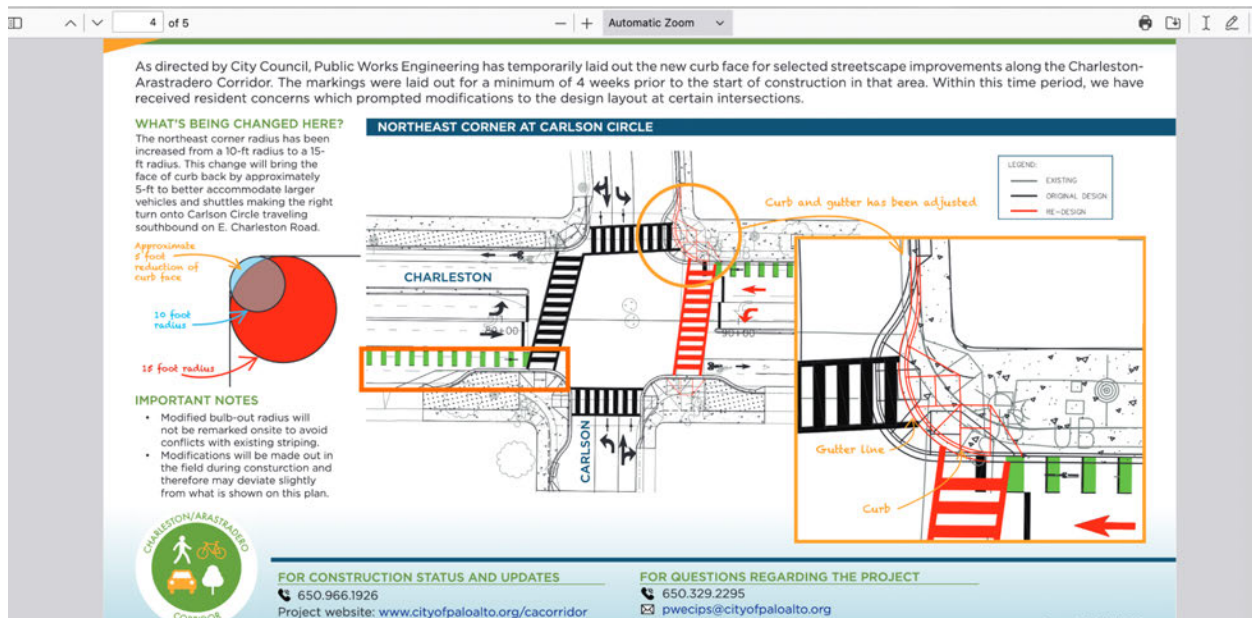 4 of 5
Automatic Zoom
As directed by City Council, Public Works Engineering has temporarily laid out the new curb face for selected streetscape improvements along the Charleston-
Arastradero Corridor. The markings were laid out for a minimum of 4 weeks prior to the start of construction in that area. Within this time period, we have
received resident concerns which prompted modifications to the design layout at certain intersections.
WHAT'S BEING CHANGED HERE?
The northeast corner radius has been
increased from a 10-ft radius to a 15-
ft radius. This change will bring the
face of curb back by approximately
5-ft to better accommodate larger
vehicles and shuttles making the right
turn onto Carlson Circle traveling
southbound on E. Charleston Road.
Approximate
5 foot
reduction of
curb face
10 foot
radius
15 foot radius
IMPORTANT NOTES
• Modified bulb-out radius will
not be remarked onsite to avoid
conflicts with existing striping.
• Modifications will be made out in
the field during consturction and
therefore may deviate slightly
from what is shown on this plan.
NORTHEAST CORNER AT CARLSON CIRCLE
LEGEND:
EXISTING
ORIGINAL DESIGN
RE-DESIGN
Curb and gutter has been adjusted
CHARLESTON
CARLSON
90+00
Gutter line
Curb
CHARLESTON/ARASTRADERO
CORRIDOR
FOR CONSTRUCTION STATUS AND UPDATES
650.966.1926
Project website: www.cityofpaloalto.org/cacorridor
FOR QUESTIONS REGARDING THE PROJECT
650.329.2295
pwecips@cityofpaloalto.org